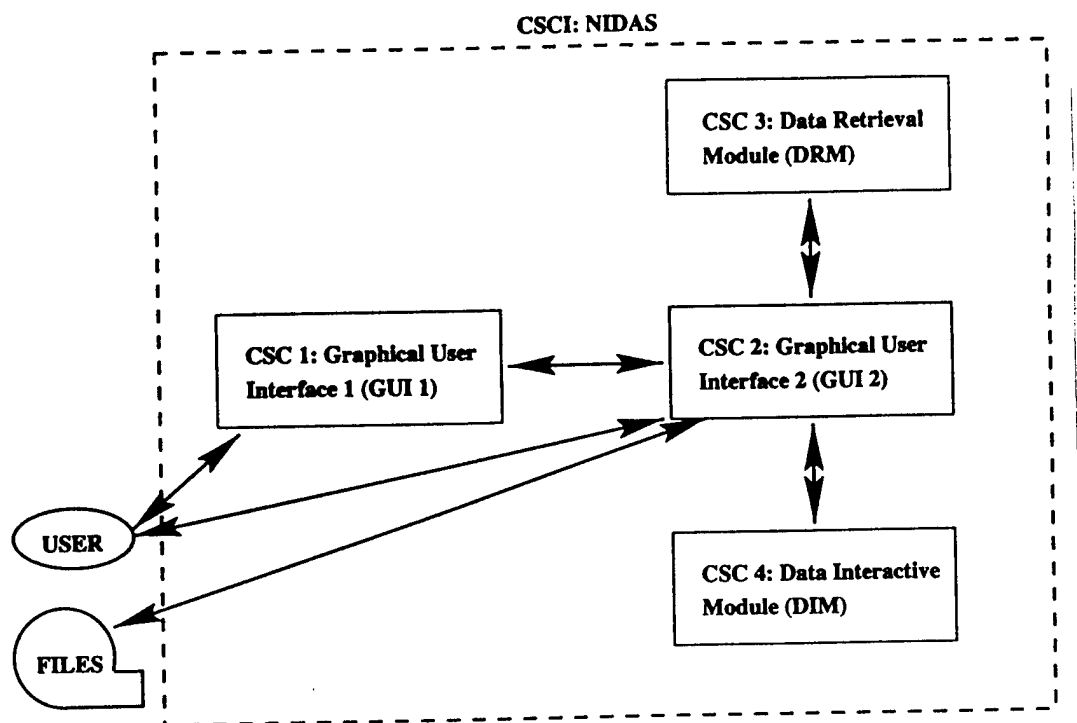 CSCI: NIDAS
CSC 3: Data Retrieval
Module (DRM)
CSC 1: Graphical User
Interface 1 (GUI 1)
CSC 2: Graphical User
Interface 2 (GUI 2)
USER
CSC 4: Data Interactive
Module (DIM)
FILES